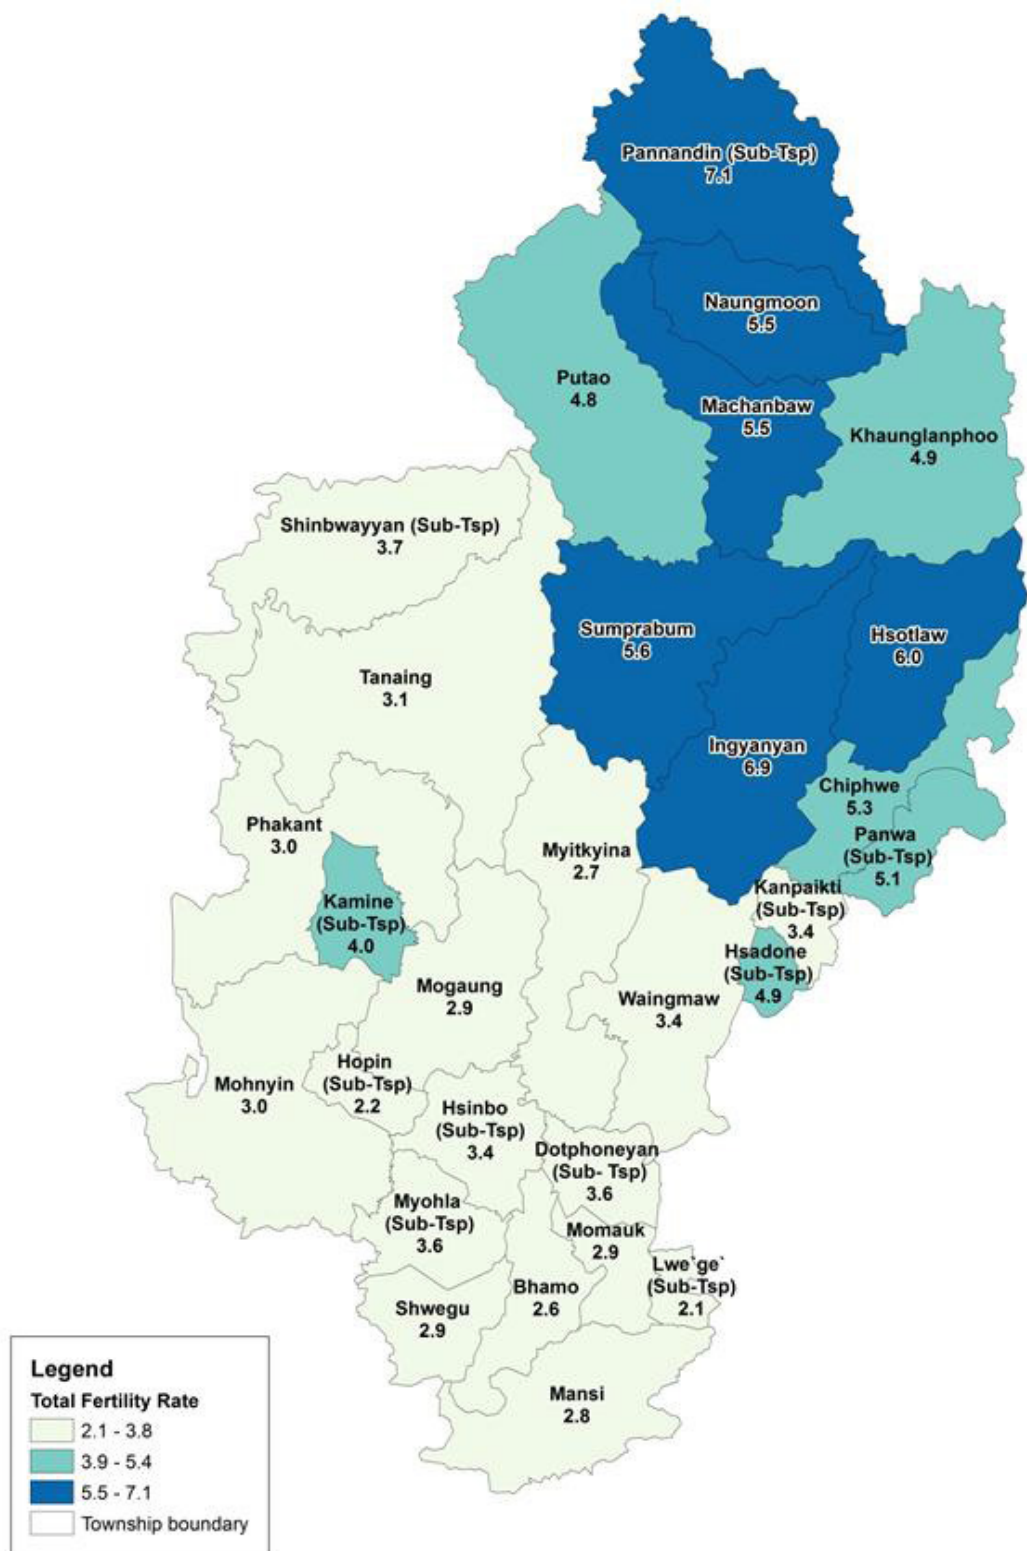 Pannandin (Sub-Tsp)
7.1
Naungmoon
5.5
Putao
4.8
Machanbaw
5.5
Khaunglanphoo
4.9
Shinbwayyan (Sub-Tsp)
3.7
Sumprabum
5.6
Hsotlaw
6.0
Tanaing
3.1
Ingyanyan
6.9
Chiphwe
5.3
Phakant
3.0
Myitkyina
2.7
Panwa
(Sub-Tsp)
5.1
Kanpaikti
(Sub-Tsp)
3.4
Kamine
(Sub-Tsp)
4.0
Hsadone
(Sub-Tsp)
4.9
Mogaung
2.9
Waingmaw
3.4
Hopin
(Sub-Tsp)
2.2
Mohnyin
3.0
Hsinbo
(Sub-Tsp)
3.4
Dotphoneyan
(Sub- Tsp)
3.6
Myohla
(Sub-Tsp)
3.6
Momauk
2.9
Lwe`ge`
(Sub-Tsp)
2.1
Bhamo
2.6
Shwegu
2.9
Mansi
2.8
Legend
Total Fertility Rate
2.1 - 3.8
3.9 - 5.4
5.5 - 7.1
Township boundary